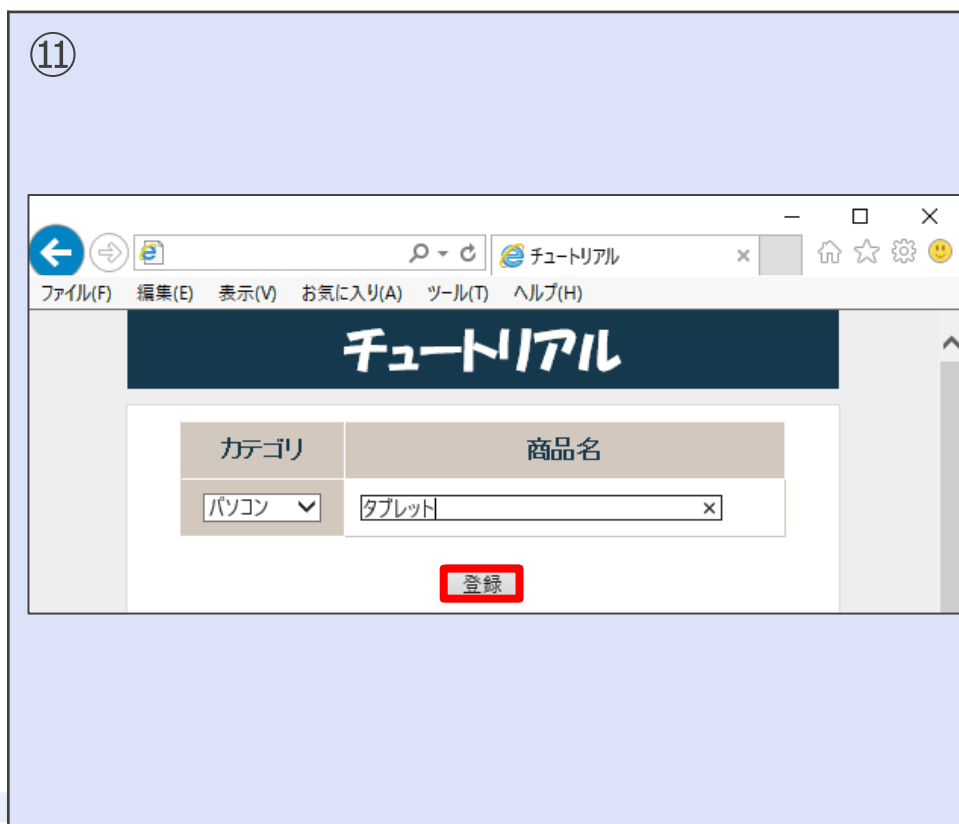 ⑪
チュートリアル
ファイル(F) 編集(E) 表示(V) お気に入り(A) ツール(T) ヘルプ(H)
チュートリアル
カテゴリ 商品名
パソコン タブレット
登録